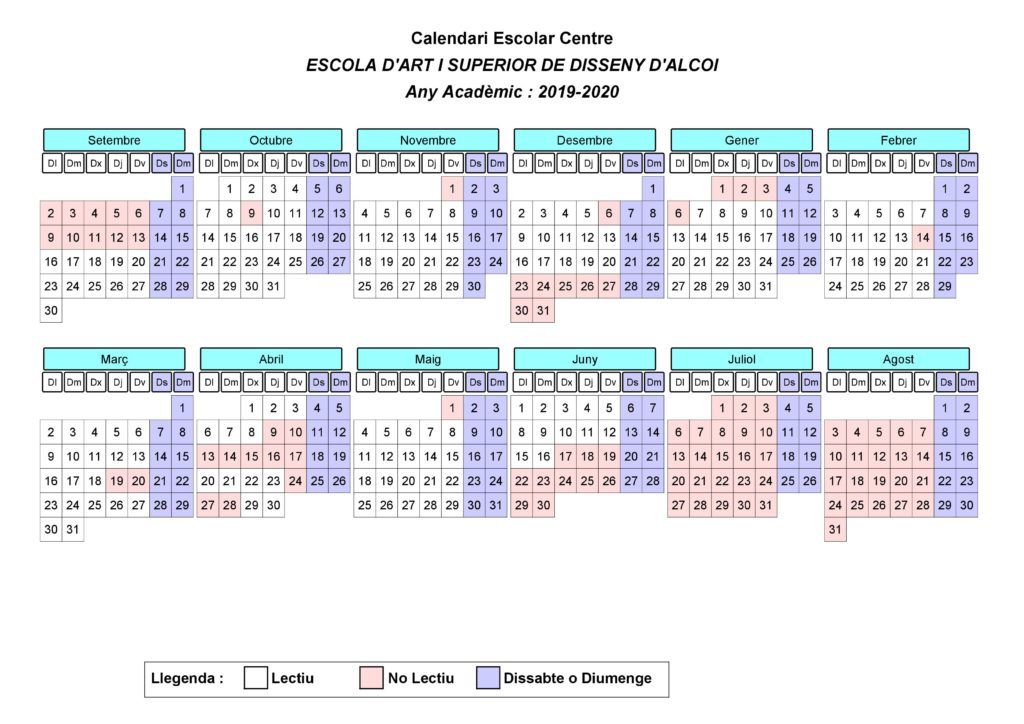 Calendari Escolar Centre
ESCOLA D'ART I SUPERIOR DE DISSENY D'ALCOI
Any Acadèmic : 2019-2020
Setembre Octubre Novembre Desembre Gener Febrer
Dl Dm Dx Dj Dv Ds Dm Dl Dm Dx Dj Dv Ds Dm Dl Dm Dx Dj Dv Ds Dm Dl Dm Dx Dj Dv Ds Dm Dl Dm Dx Dj Dv Ds Dm Dl Dm Dx Dj Dv Ds Dm
1 1 2 3 4 5 6 1 2 3 1 1 2 3 4 5 1 2
2 3 4 5 6 7 8 7 8 9 10 11 12 13 4 5 6 7 8 9 10 2 3 4 5 6 7 8 6 7 8 9 10 11 12 3 4 5 6 7 8 9
9 10 11 12 13 14 15 14 15 16 17 18 19 20 11 12 13 14 15 16 17 9 10 11 12 13 14 15 13 14 15 16 17 18 19 10 11 12 13 14 15 16
16 17 18 19 20 21 22 21 22 23 24 25 26 27 18 19 20 21 22 23 24 16 17 18 19 20 21 22 20 21 22 23 24 25 26 17 18 19 20 21 22 23
23 24 25 26 27 28 29 28 29 30 31 25 26 27 28 29 30 23 24 25 26 27 28 29 27 28 29 30 31 24 25 26 27 28 29
30 30 31
Març Abril Maig Juny Juliol Agost
Dl Dm Dx Dj Dv Ds Dm Dl Dm Dx Dj Dv Ds Dm Dl Dm Dx Dj Dv Ds Dm Dl Dm Dx Dj Dv Ds Dm Dl Dm Dx Dj Dv Ds Dm Dl Dm Dx Dj Dv Ds Dm
1 1 2 3 4 5 1 2 3 1 2 3 4 5 6 7 1 2 3 4 5 1 2
2 3 4 5 6 7 8 6 7 8 9 10 11 12 4 5 6 7 8 9 10 8 9 10 11 12 13 14 6 7 8 9 10 11 12 3 4 5 6 7 8 9
9 10 11 12 13 14 15 13 14 15 16 17 18 19 11 12 13 14 15 16 17 15 16 17 18 19 20 21 13 14 15 16 17 18 19 10 11 12 13 14 15 16
16 17 18 19 20 21 22 20 21 22 23 24 25 26 18 19 20 21 22 23 24 22 23 24 25 26 27 28 20 21 22 23 24 25 26 17 18 19 20 21 22 23
23 24 25 26 27 28 29 27 28 29 30 25 26 27 28 29 30 31 29 30 27 28 29 30 31 24 25 26 27 28 29 30
30 31 31
Llegenda : Lectiu No Lectiu Dissabte o Diumenge